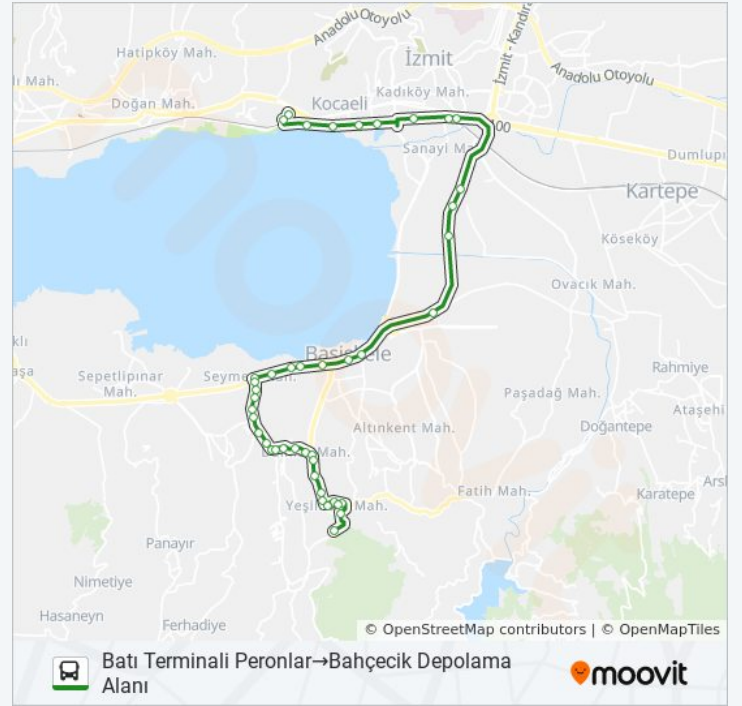 Anadolu Otoyolu
Hatipköy Mah.
İzmit
İzmit - Kandıra
Anadolu Otoyolu
lı Mah.
Doğan Mah.
Kocaeli
Kadıköy Mah.
100
Sanayi Ma
Dumlupı
Kartepe
Köseköy
Ovacık Mah.
klı
aşa
Sepetlipınar
Mah.
Seyme Mah.
Başiskele
Rahmiye
Paşadağ Mah.
Ataşehi
Altınkent Mah.
Doğantepe
Mah.
Yeşil Mah.
Fatih Mah.
Arsl
Karatepe
Panayır
Nimetiye
Hasaneyn
Ferhadiye
© OpenStreetMap contributors | © OpenMapTiles
Batı Terminali Peronlar→Bahçecik Depolama
Alanı
moovit